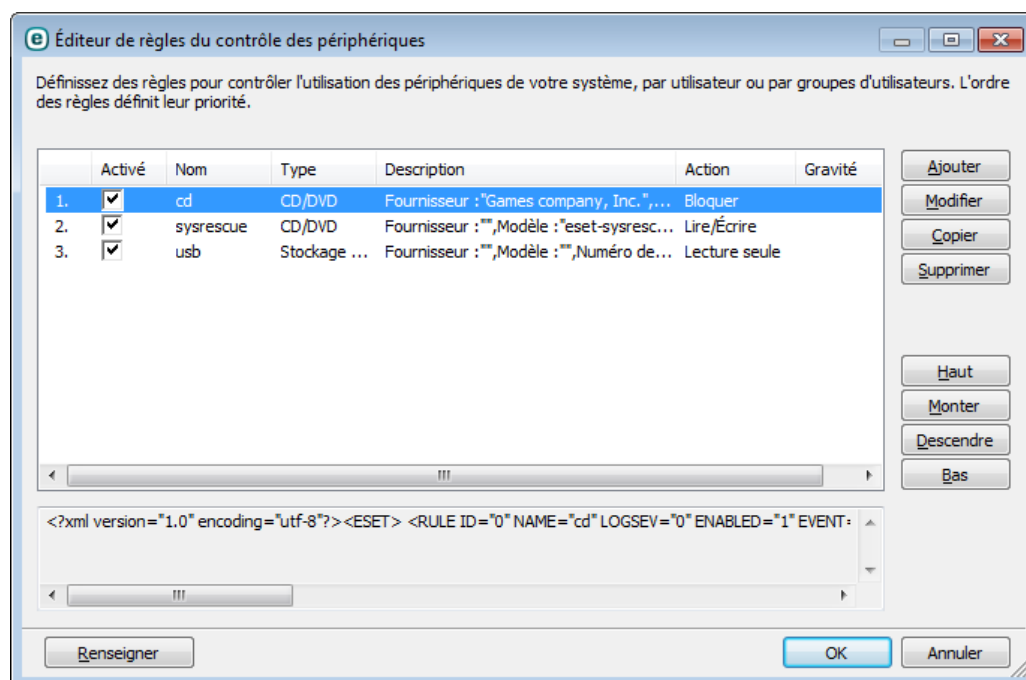 e Éditeur de règles du contrôle des périphériques
Définissez des règles pour contrôler l'utilisation des périphériques de votre système, par utilisateur ou par groupes d'utilisateurs. L'ordre
des règles définit leur priorité.
Activé Nom Type Description Action Gravité
1. cd CD/DVD Fournisseur :"Games company, Inc.",... Bloquer
2. sysrescue CD/DVD Fournisseur :"",Modèle :"eset-sysresc... Lire/Écrire
3. usb Stockage ... Fournisseur :"",Modèle :"",Numéro de... Lecture seule
Ajouter
Modifier
Copier
Supprimer
Haut
Monter
Descendre
Bas
<?xml version="1.0" encoding="utf-8"?><ESET> <RULE ID="0" NAME="cd" LOGSEV="0" ENABLED="1" EVENT=
Renseigner OK Annuler